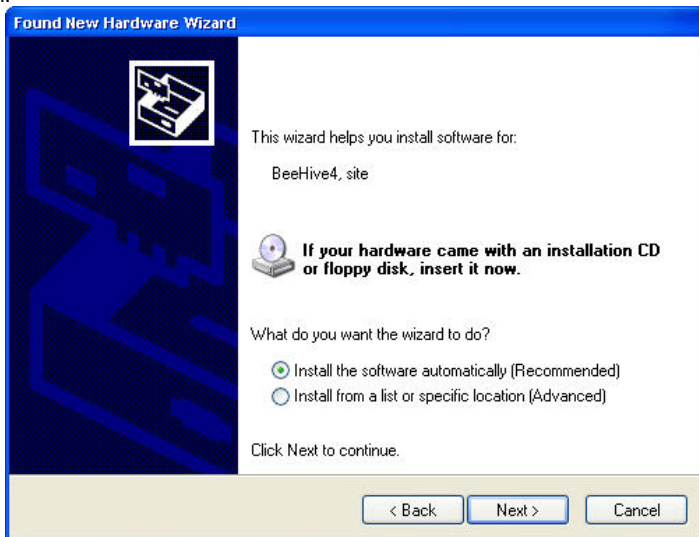 Found New Hardware Wizard
This wizard helps you install software for:
BeeHive4, site
If your hardware came with an installation CD
or floppy disk, insert it now.
What do you want the wizard to do?
Install the software automatically (Recommended)
Install from a list or specific location (Advanced)
Click Next to continue.
< Back Next > Cancel